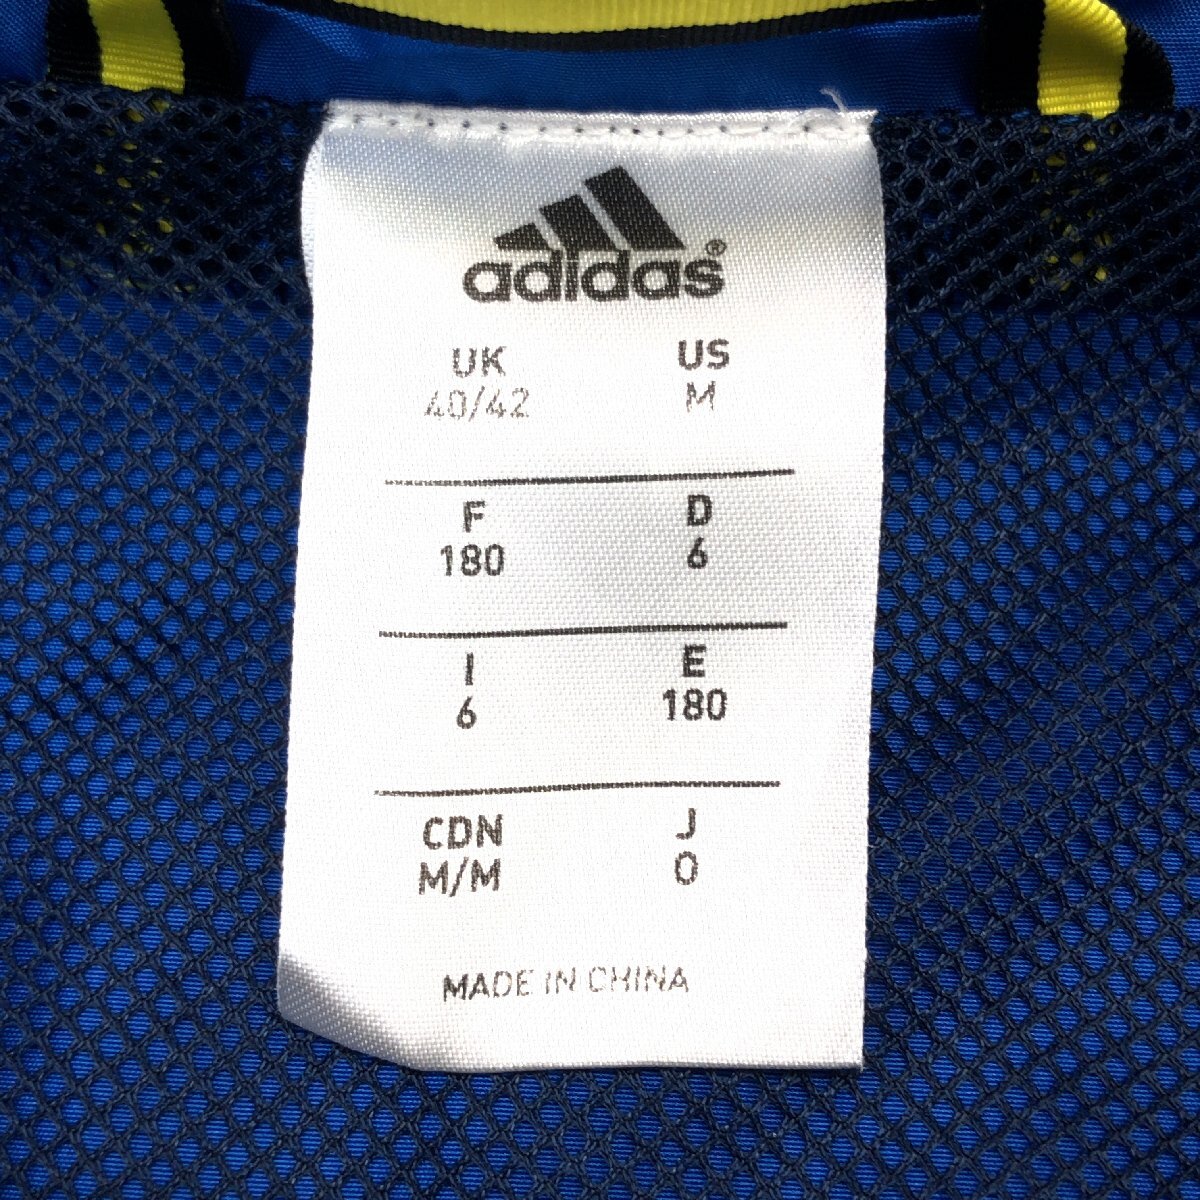 adidas®
UK US
40/42 M
F D
180 6
I E
6 180
CDN J
M/M O
MADE IN CHINA